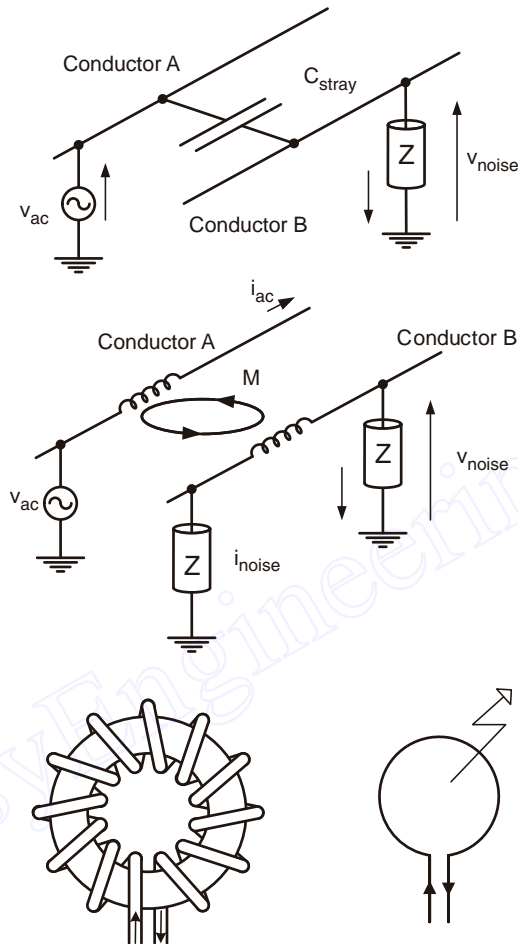 Conductor A
C_stray
Z
v_noise
v_ac
Conductor B
i_ac
Conductor A
Conductor B
M
Z
v_noise
v_ac
Z
i_noise